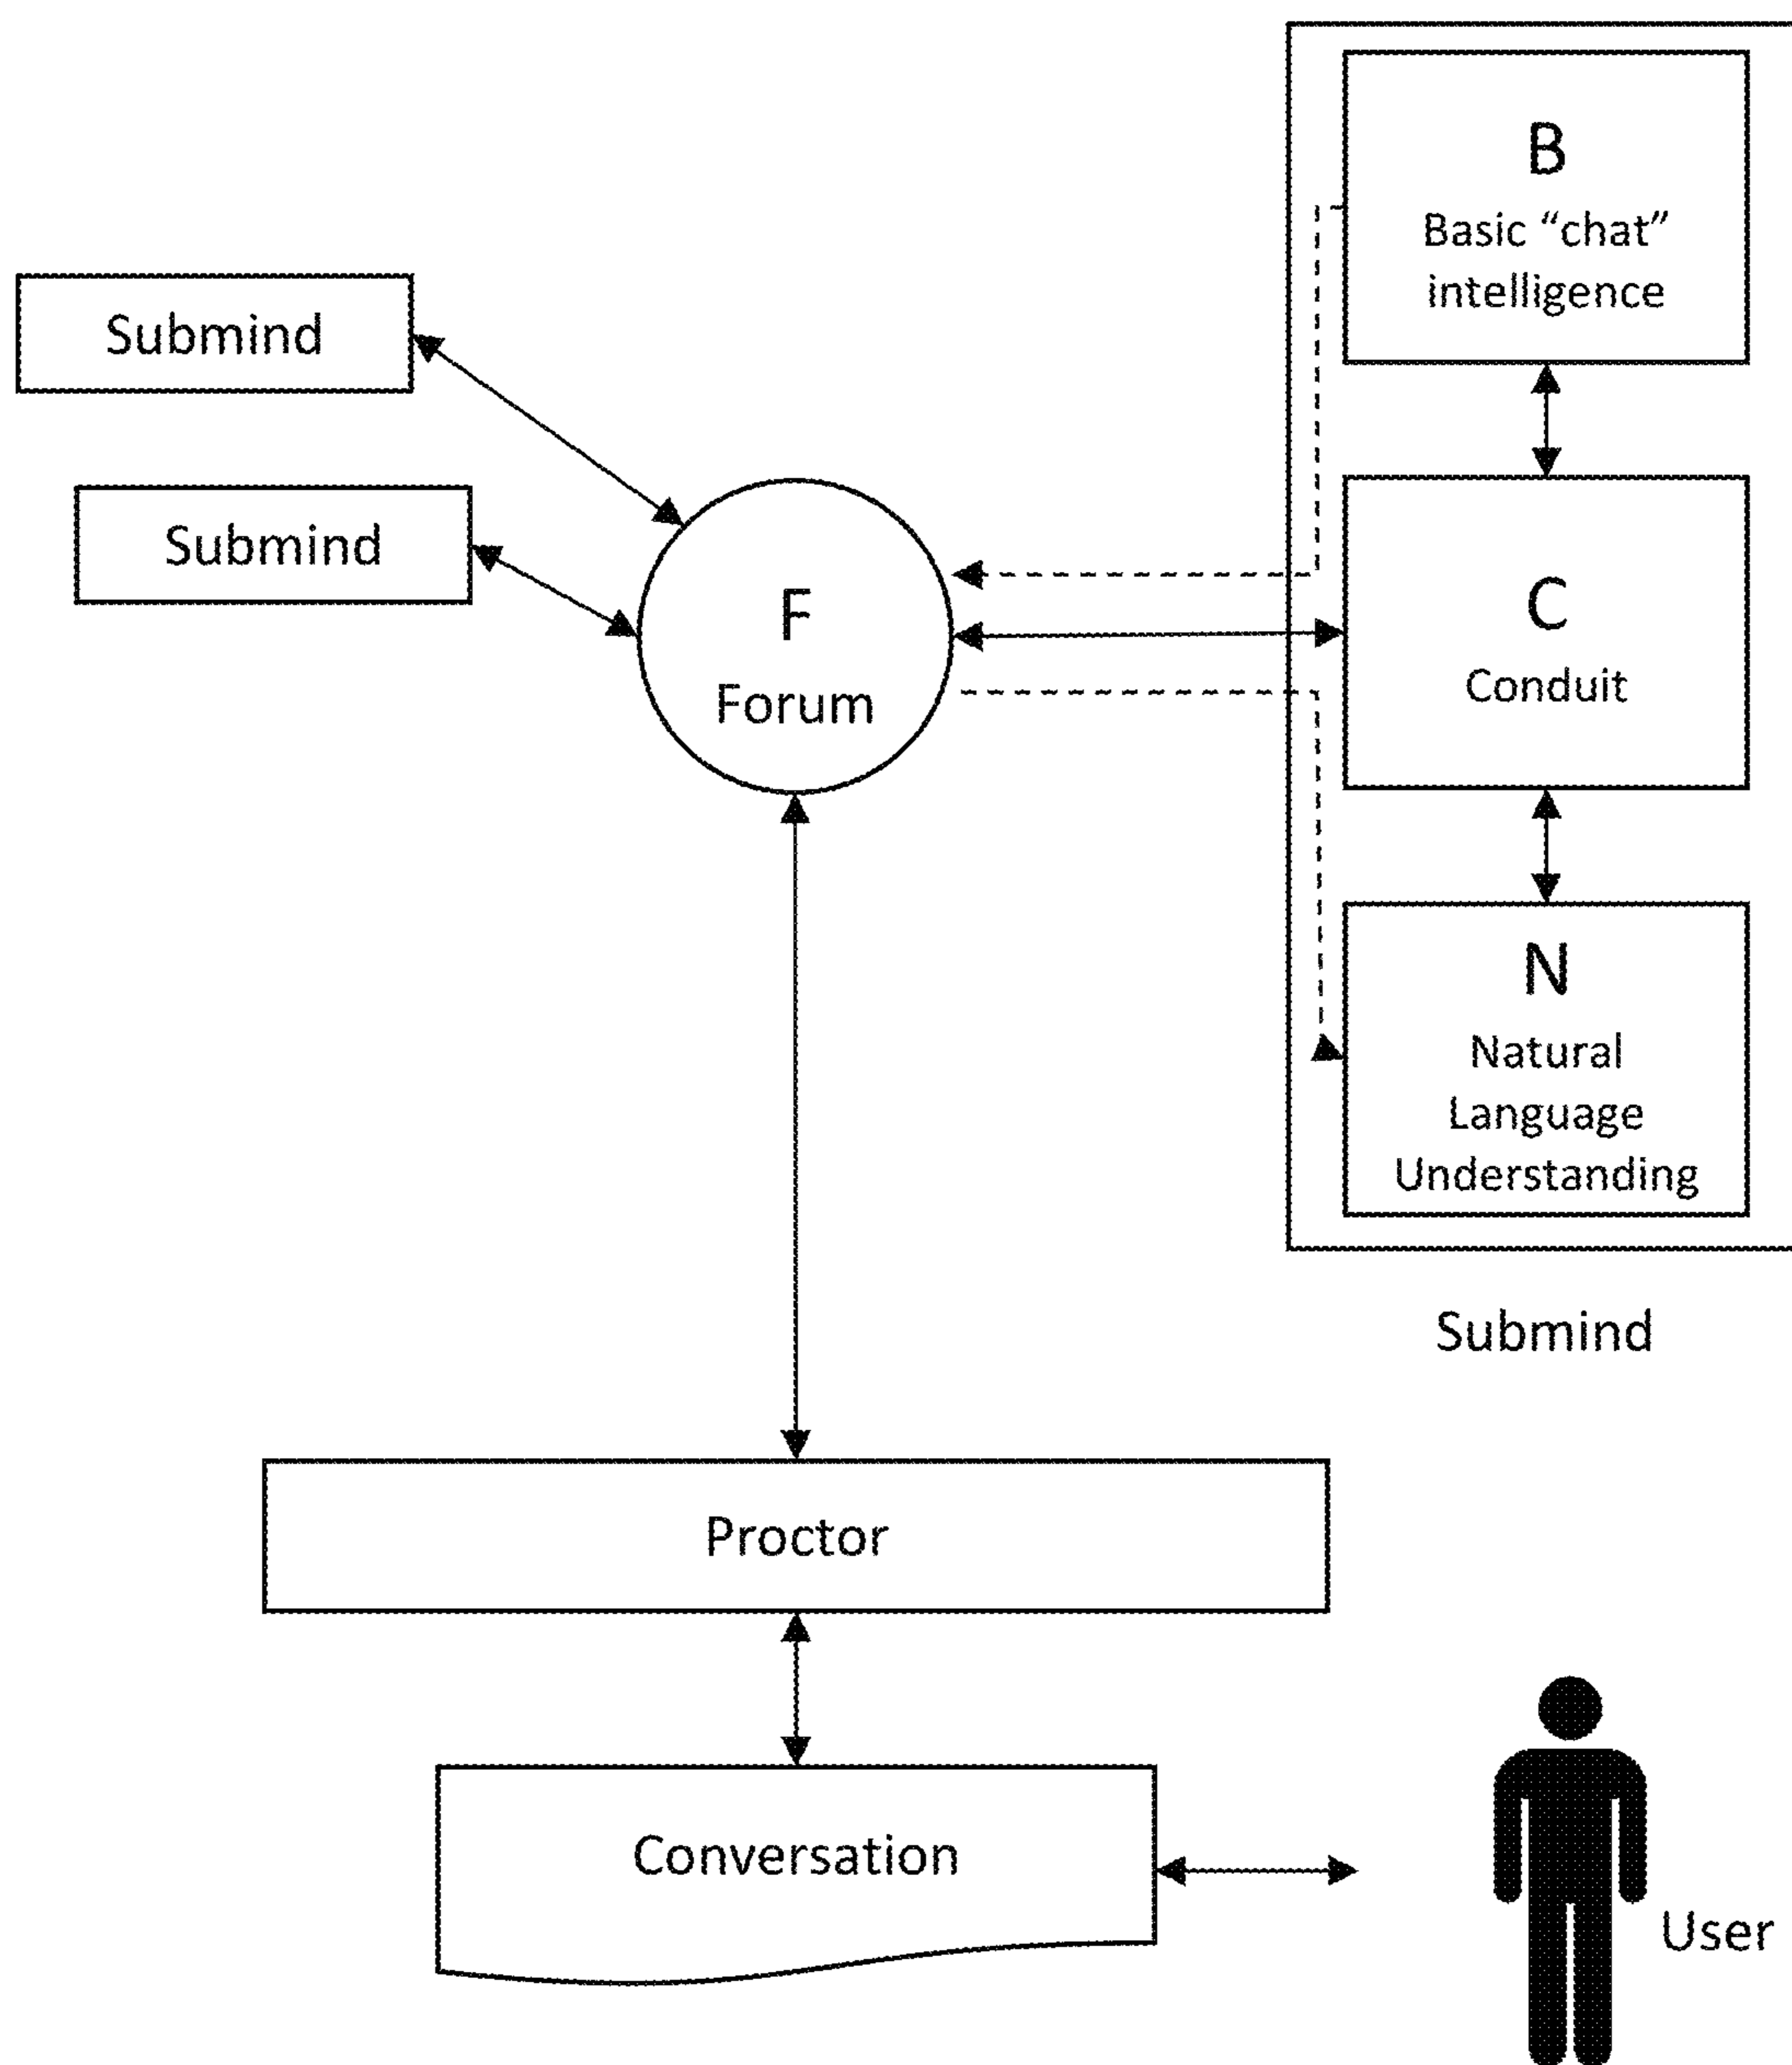 B
Basic “chat”
intelligence
Submind
Submind
F
Forum
C
Conduit
N
Natural
Language
Understanding
Submind
Proctor
Conversation
User